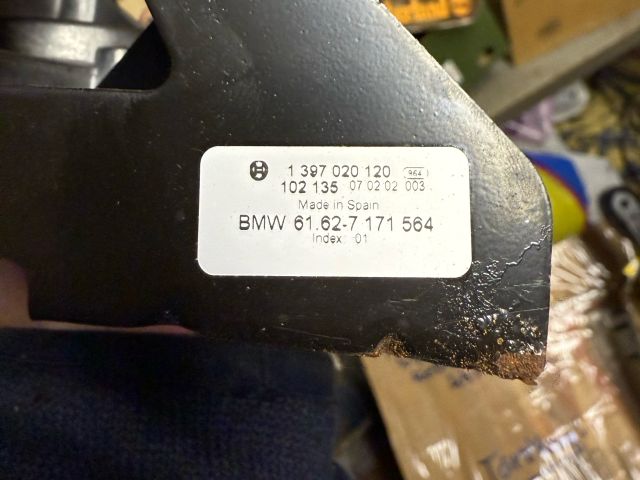 1 397 020 120 964
102 135 07 02 02 003
Made in Spain
BMW 61.62-7 171 564
Index: 01